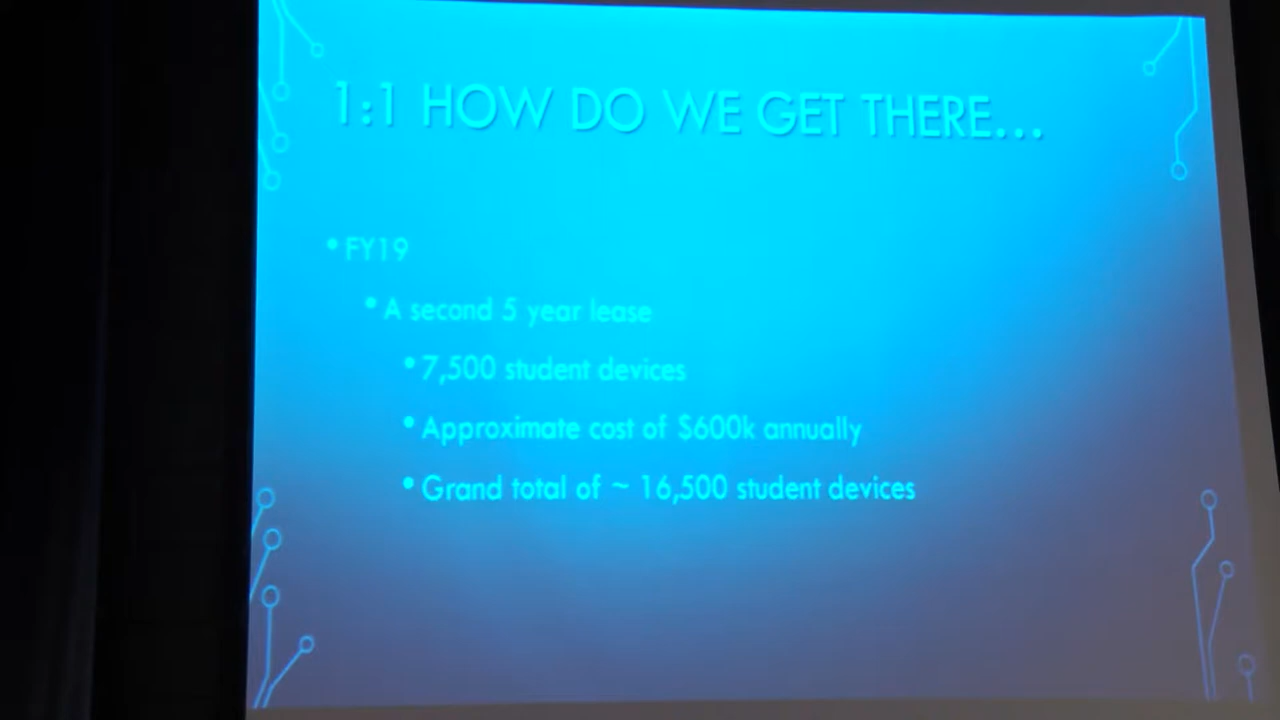 1:1 HOW DO WE GET THERE...
• FY19
• A second 5 year lease
• 7,500 student devices
• Approximate cost of $600k annually
• Grand total of ~ 16,500 student devices